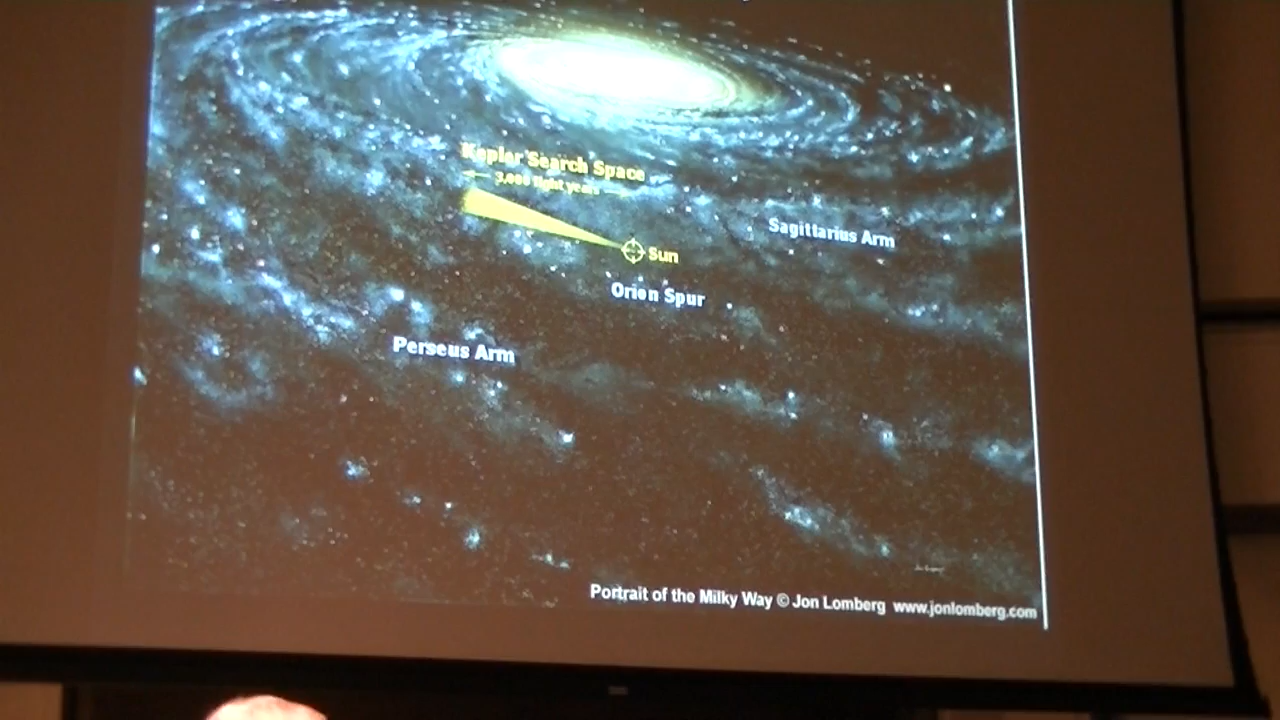 Kepler Search Space
3,000 light years
Sun
Sagittarius Arm
Orion Spur
Perseus Arm
Portrait of the Milky Way © Jon Lomberg www.jonlomberg.com